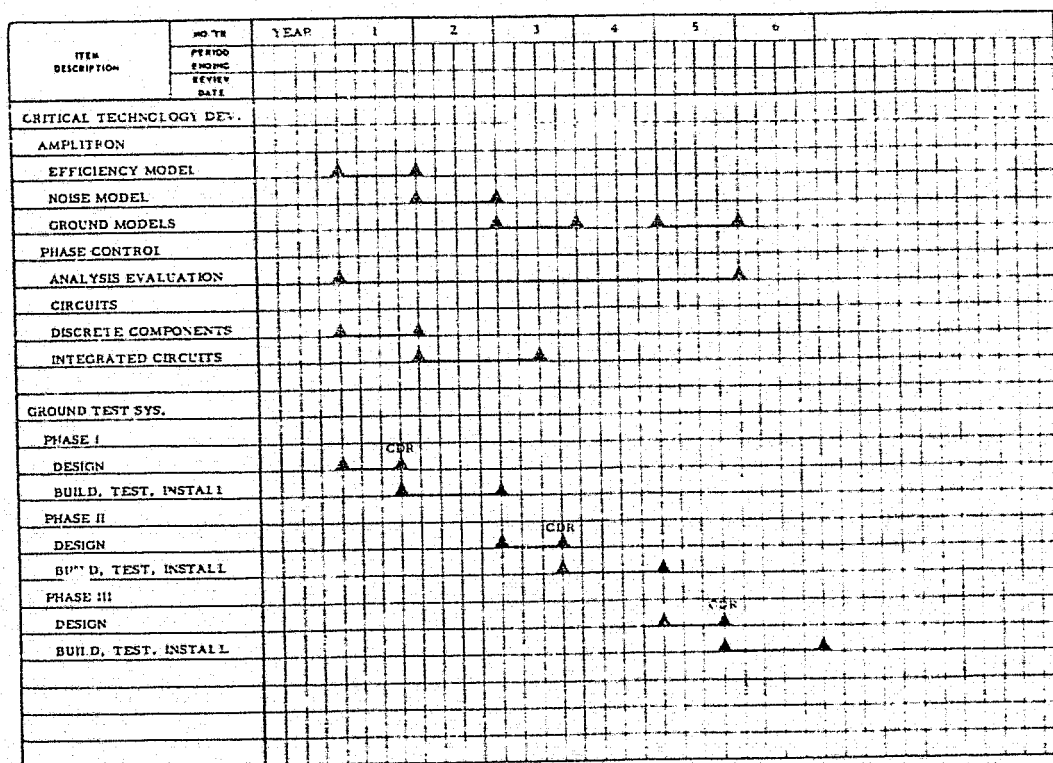 ITEM DESCRIPTION
MO YR
PERIOD ENDING
REVIEW DATE
YEAR 1 2 3 4 5 6
CRITICAL TECHNOLOGY DEV.
AMPLITRON
EFFICIENCY MODEL
NOISE MODEL
GROUND MODELS
PHASE CONTROL
ANALYSIS EVALUATION
CIRCUITS
DISCRETE COMPONENTS
INTEGRATED CIRCUITS
GROUND TEST SYS.
PHASE I
CDR
DESIGN
BUILD, TEST, INSTALL
PHASE II
CDR
DESIGN
BUILD, TEST, INSTALL
PHASE III
CDR
DESIGN
BUILD, TEST, INSTALL